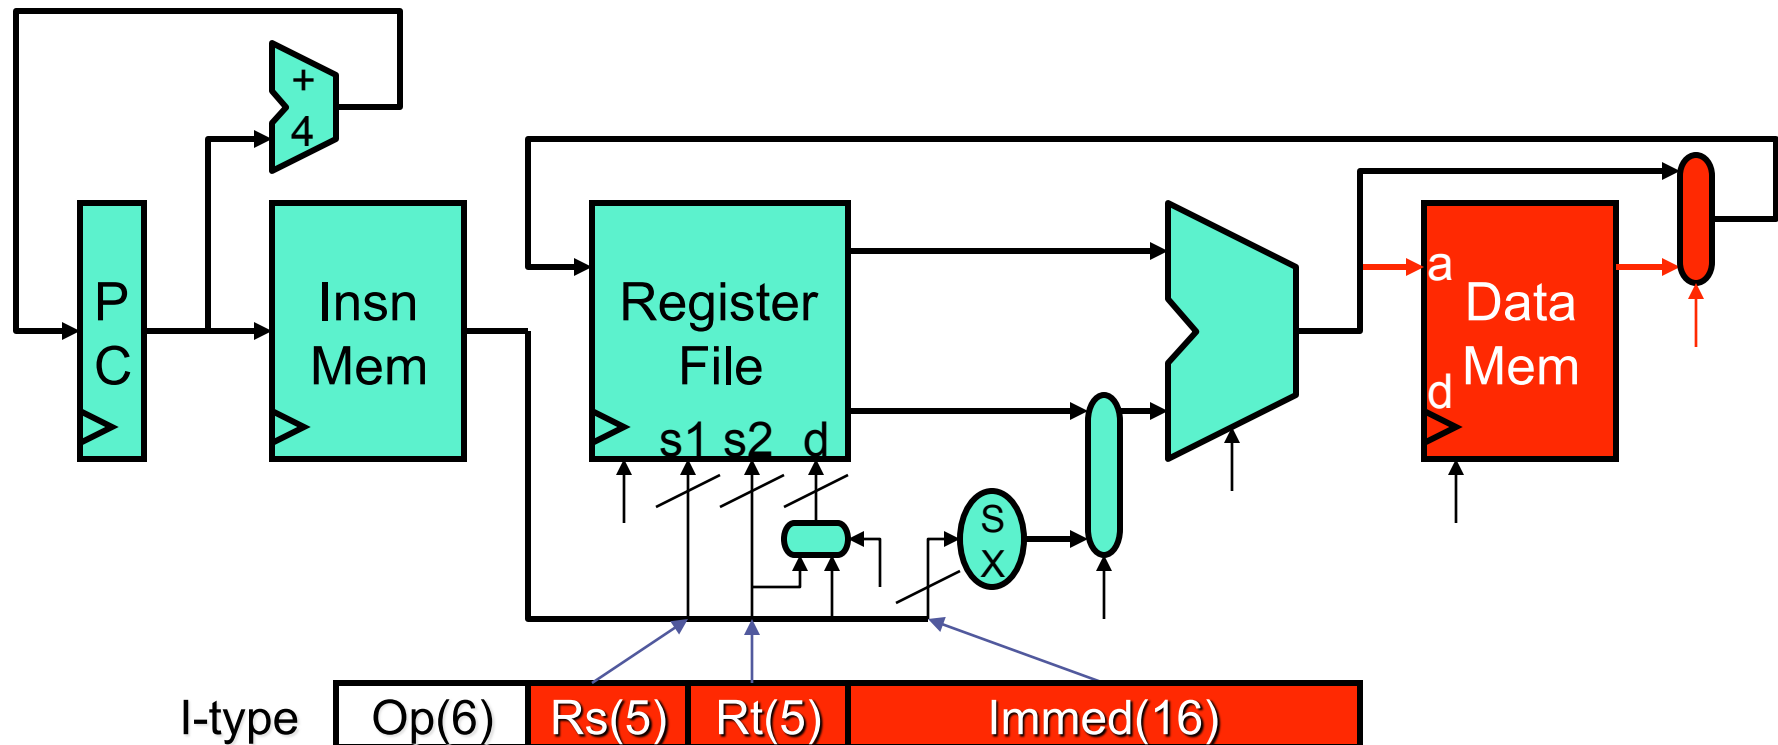 +
4
P
C
Insn
Mem
Register
File
s1 s2 d
S
X
a
Data
Mem
d
I-type
Op(6)
Rs(5)
Rt(5)
Immed(16)